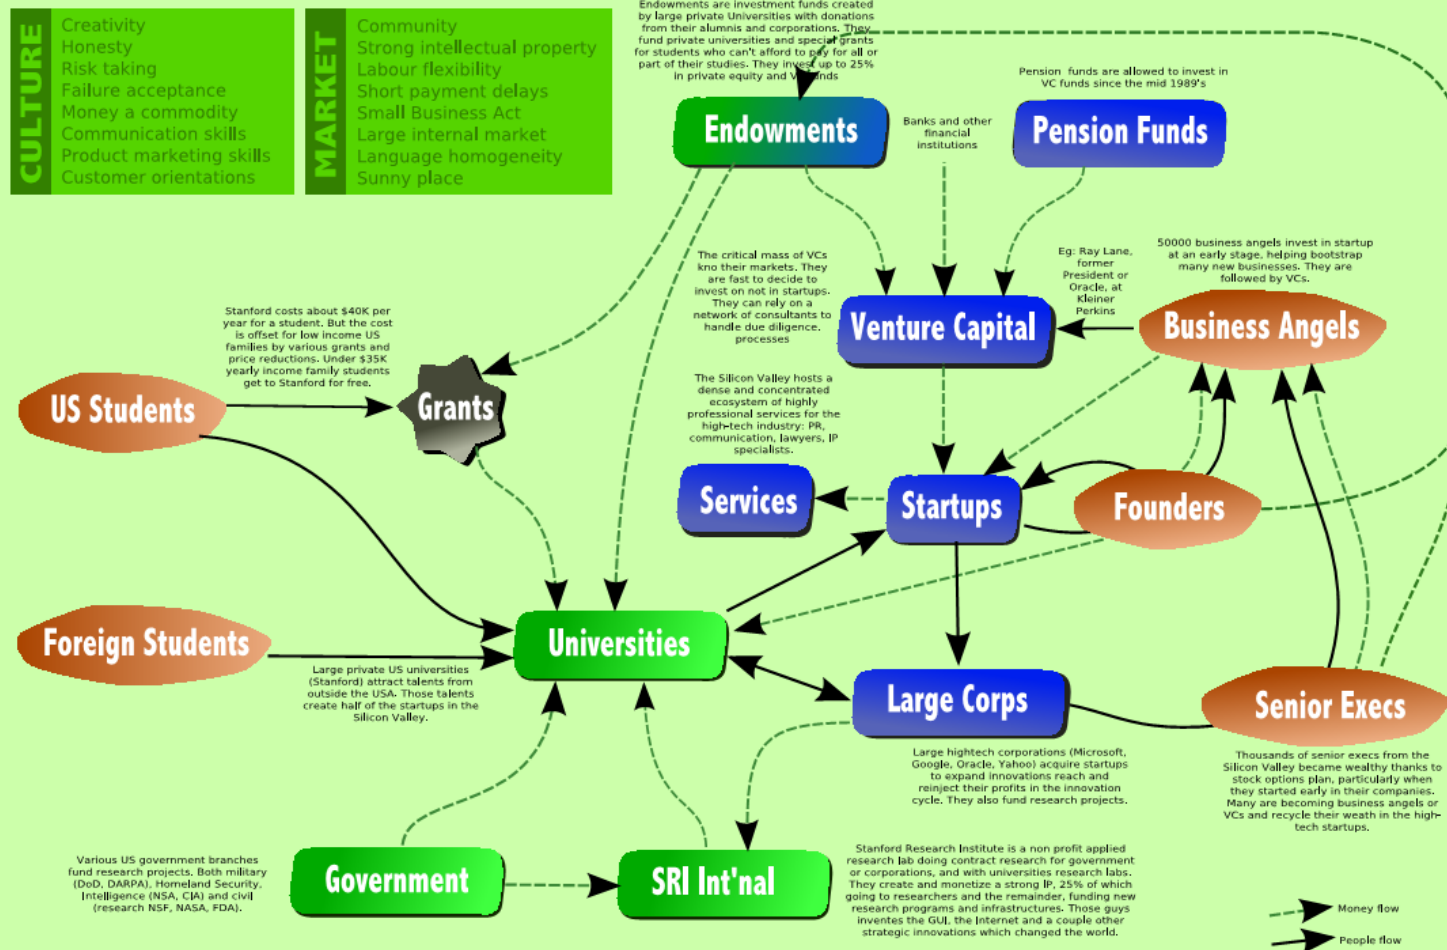 CULTURE
Creativity
Honesty
Risk taking
Failure acceptance
Money a commodity
Communication skills
Product marketing skills
Customer orientations
MARKET
Community
Strong intellectual property
Labour flexibility
Short payment delays
Small Business Act
Large internal market
Language homogeneity
Sunny place
Endowments are investment funds created
by large private Universities with donations
from their alumnis and corporations. They
fund private universities and special grants
for students who can't afford to pay for all or
part of their studies. They invest up to 25%
in private equity and VC funds
Endowments
Banks and other
financial
institutions
Pension funds are allowed to invest in
VC funds since the mid 1989's
Pension Funds
The critical mass of VCs
kno their markets. They
are fast to decide to
invest on not in startups.
They can rely on a
network of consultants to
handle due diligence.
processes
Venture Capital
Eg: Ray Lane,
former
President or
Oracle, at
Kleiner
Perkins
50000 business angels invest in startup
at an early stage, helping bootstrap
many new businesses. They are
followed by VCs.
Business Angels
Stanford costs about $40K per
year for a student. But the cost
is offset for low income US
families by various grants and
price reductions. Under $35K
yearly income family students
get to Stanford for free.
US Students
Grants
The Silicon Valley hosts a
dense and concentrated
ecosystem of highly
professional services for the
high-tech industry: PR,
communication, lawyers, IP
specialists.
Services
Startups
Founders
Foreign Students
Large private US universities
(Stanford) attract talents from
outside the USA. Those talents
create half of the startups in the
Silicon Valley.
Universities
Large Corps
Large hightech corporations (Microsoft,
Google, Oracle, Yahoo) acquire startups
to expand innovations reach and
reinject their profits in the innovation
cycle. They also fund research projects.
Senior Execs
Thousands of senior execs from the
Silicon Valley became wealthy thanks to
stock options plan, particularly when
they started early in their companies.
Many are becoming business angels or
VCs and recycle their weath in the high-
tech startups.
Various US government branches
fund research projects. Both military
(DoD, DARPA), Homeland Security,
Intelligence (NSA, CIA) and civil
(research NSF, NASA, FDA).
Government
SRI Int'nal
Stanford Research Institute is a non profit applied
research lab doing contract research for government
or corporations, and with universities research labs.
They create and monetize a strong IP, 25% of which
going to researchers and the remainder, funding new
research programs and infrastructures. Those guys
inventes the GUI, the Internet and a couple other
strategic innovations which changed the world.
Money flow
People flow